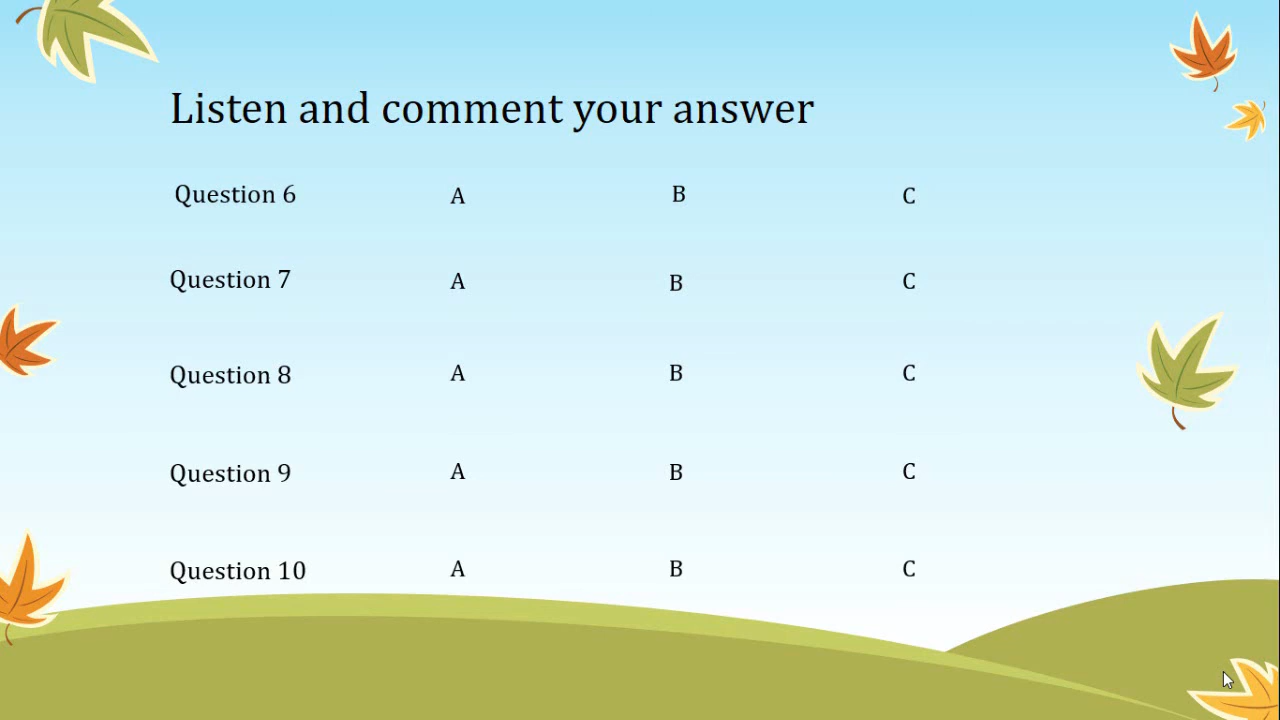 Listen and comment your answer
Question 6 A B C
Question 7 A B C
Question 8 A B C
Question 9 A B C
Question 10 A B C